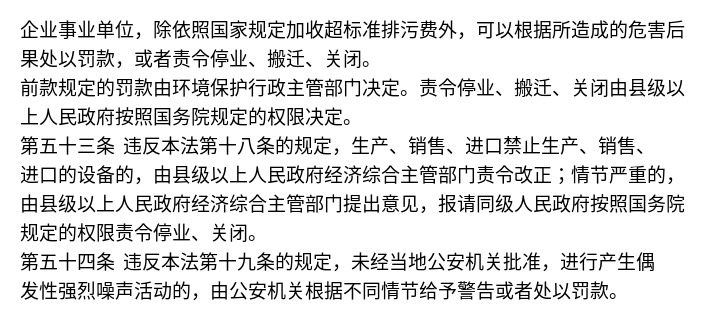 企业事业单位，除依照国家规定加收超标准排污费外，可以根据所造成的危害后
果处以罚款，或者责令停业、搬迁、关闭。
前款规定的罚款由环境保护行政主管部门决定。责令停业、搬迁、关闭由县级以
上人民政府按照国务院规定的权限决定。
第五十三条 违反本法第十八条的规定，生产、销售、进口禁止生产、销售、
进口的设备的，由县级以上人民政府经济综合主管部门责令改正；情节严重的，
由县级以上人民政府经济综合主管部门提出意见，报请同级人民政府按照国务院
规定的权限责令停业、关闭。
第五十四条 违反本法第十九条的规定，未经当地公安机关批准，进行产生偶
发性强烈噪声活动的，由公安机关根据不同情节给予警告或者处以罚款。